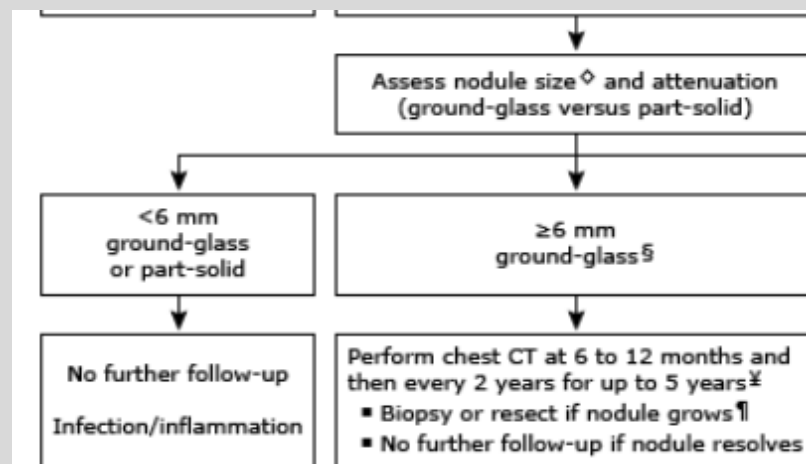 Assess nodule size◊ and attenuation
(ground-glass versus part-solid)
<6 mm
ground-glass
or part-solid
≥6 mm
ground-glass§
No further follow-up
Infection/inflammation
Perform chest CT at 6 to 12 months and
then every 2 years for up to 5 years¥
▪ Biopsy or resect if nodule grows¶
▪ No further follow-up if nodule resolves